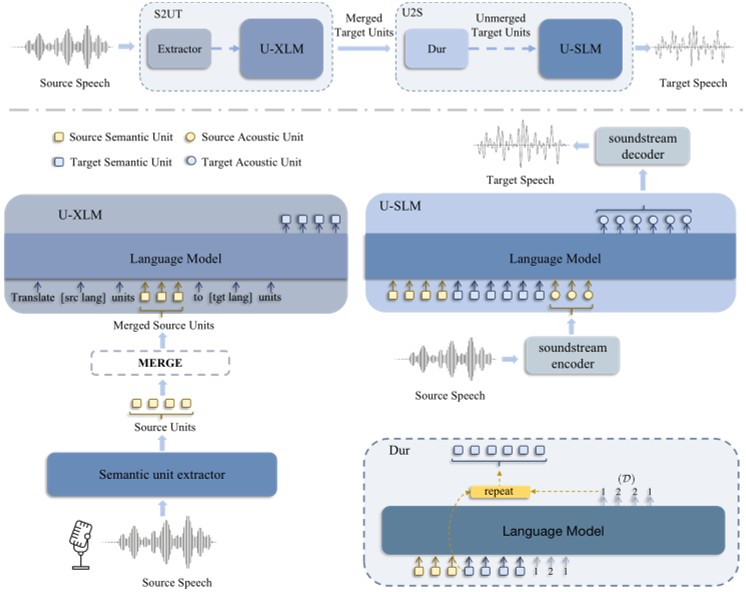 S2UT
Extractor
U-XLM
Source Speech
Merged
Target Units
U2S
Dur
Unmerged
Target Units
U-SLM
Target Speech
Source Semantic Unit
Source Acoustic Unit
Target Semantic Unit
Target Acoustic Unit
U-XLM
Language Model
Translate [src lang] units to [tgt lang] units
Merged Source Units
MERGE
Source Units
Semantic unit extractor
Source Speech
soundstream
decoder
Target Speech
U-SLM
Language Model
soundstream
encoder
Source Speech
Dur
(D)
repeat
1 2 2 1
Language Model
1 2 1